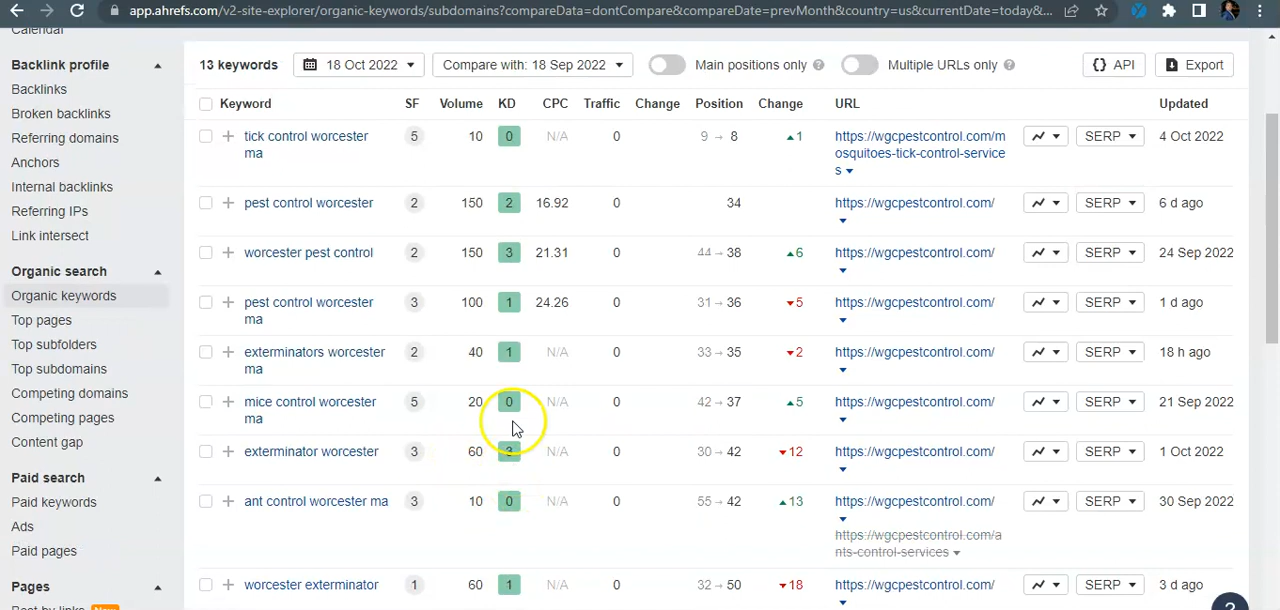 app.ahrefs.com/v2-site-explorer/organic-keywords/subdomains?compareData=dontCompare&compareDate=prevMonth&country=us&currentDate=today&...
Calendar
Backlink profile
Backlinks
Broken backlinks
Referring domains
Anchors
Internal backlinks
Referring IPs
Link intersect
Organic search
Organic keywords
Top pages
Top subfolders
Top subdomains
Competing domains
Competing pages
Content gap
Paid search
Paid keywords
Ads
Paid pages
Pages
Best by links New
13 keywords 18 Oct 2022 Compare with: 18 Sep 2022 Main positions only ? Multiple URLs only ? {} API Export
Keyword SF Volume KD CPC Traffic Change Position Change URL Updated
tick control worcester 5 10 0 N/A 0 9 → 8 1 https://wgcpestcontrol.com/m SERP 4 Oct 2022
ma osquitoes-tick-control-service
s
pest control worcester 2 150 2 16.92 0 34 https://wgcpestcontrol.com/ SERP 6 d ago
worcester pest control 2 150 3 21.31 0 44 → 38 6 https://wgcpestcontrol.com/ SERP 24 Sep 2022
pest control worcester 3 100 1 24.26 0 31 → 36 5 https://wgcpestcontrol.com/ SERP 1 d ago
ma
exterminators worcester 2 40 1 N/A 0 33 → 35 2 https://wgcpestcontrol.com/ SERP 18 h ago
ma
mice control worcester 5 20 0 N/A 0 42 → 37 5 https://wgcpestcontrol.com/ SERP 21 Sep 2022
ma
exterminator worcester 3 60 N/A 0 30 → 42 12 https://wgcpestcontrol.com/ SERP 1 Oct 2022
ant control worcester ma 3 10 0 N/A 0 55 → 42 13 https://wgcpestcontrol.com/ SERP 30 Sep 2022
https://wgcpestcontrol.com/a
nts-control-services
worcester exterminator 1 60 1 N/A 0 32 → 50 18 https://wgcpestcontrol.com/ SERP 3 d ago
?